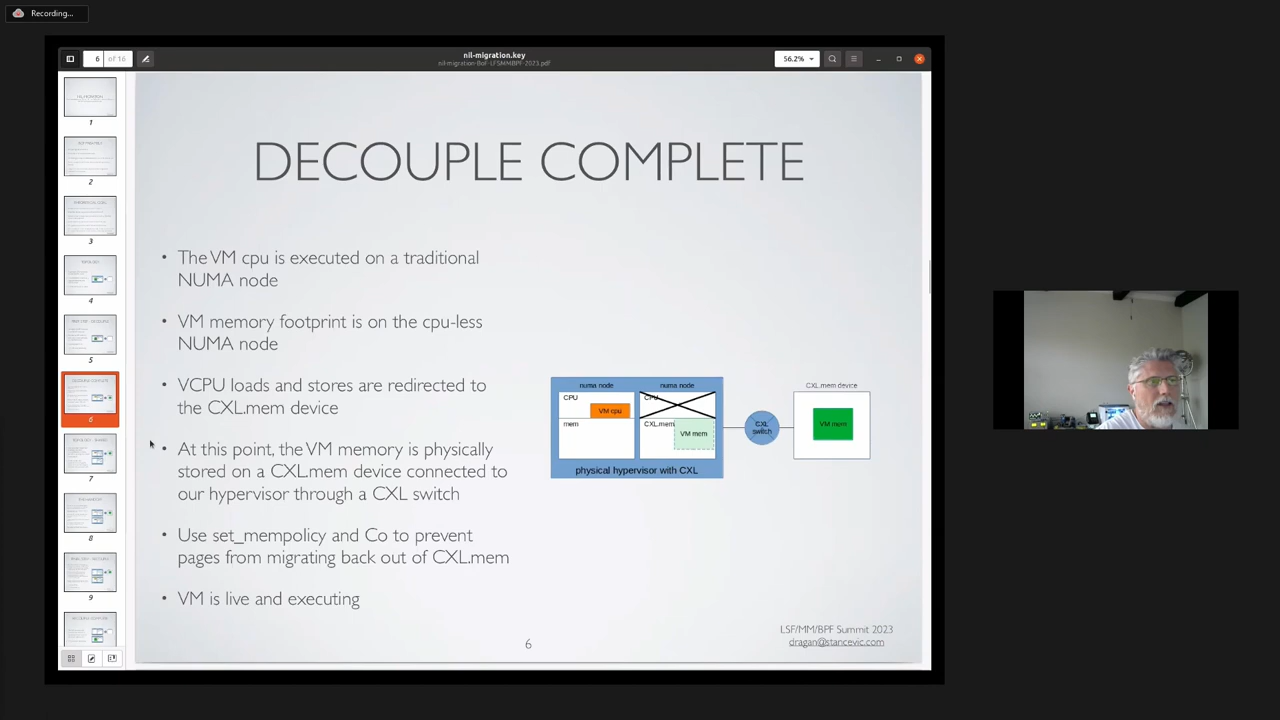 Recording...
6 of 16
nil-migration.key
nil-migration-BoF-LFSMMBPF-2023.pdf
56.2%
1
2
3
4
5
6
7
8
9
DECOUPLE COMPLETE
• The VM cpu is executed on a traditional
NUMA node
• VM memory footprint is on the cpu-less
NUMA node
• VCPU loads and stores are redirected to
the CXL.mem device
• At this point the VM memory is physically
stored on a CXL.mem device connected to
our hypervisor through a CXL switch
• Use set_mempolicy and Co to prevent
pages from migrating back out of CXL.mem
• VM is live and executing
numa node
numa node
CPU
VM cpu
mem
CPU
CXL.mem
VM mem
physical hypervisor with CXL
CXL
switch
CXL.mem device
VM mem
6
LSF/MM/BPF Summit 2023
dragan@stancevic.com